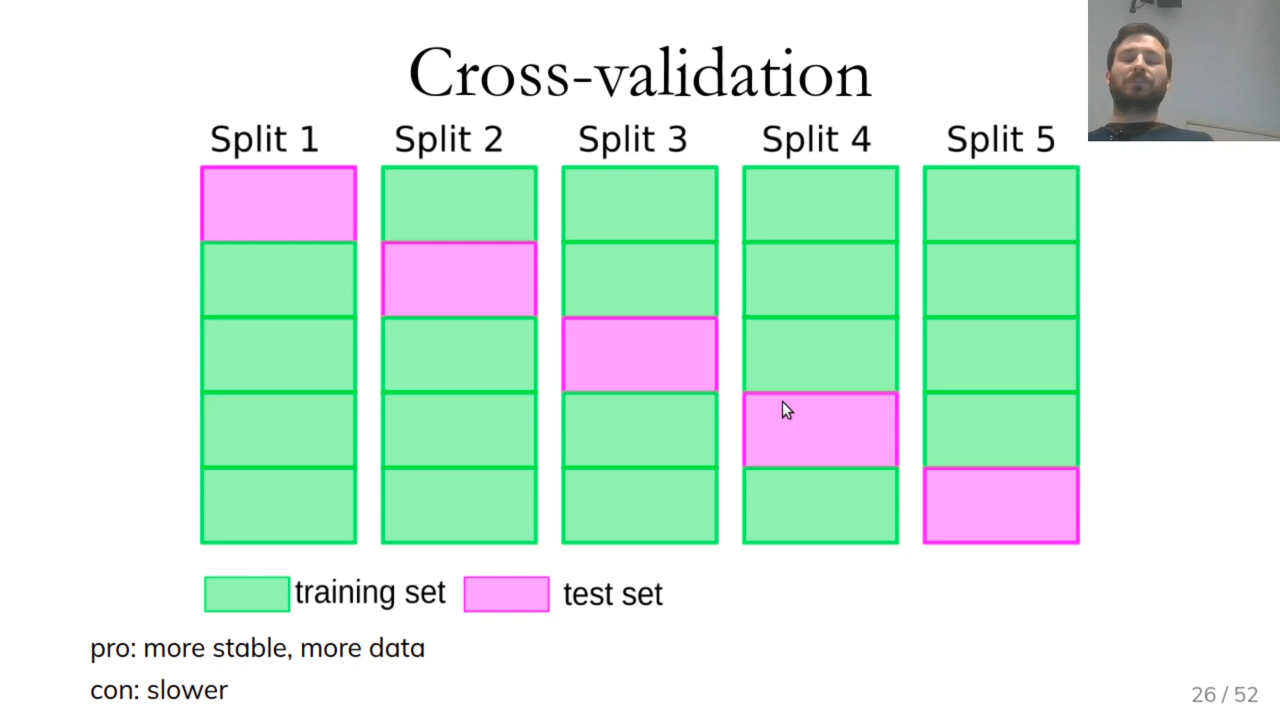 Cross-validation
Split 1 Split 2 Split 3 Split 4 Split 5
training set test set
pro: more stable, more data
con: slower
26 / 52